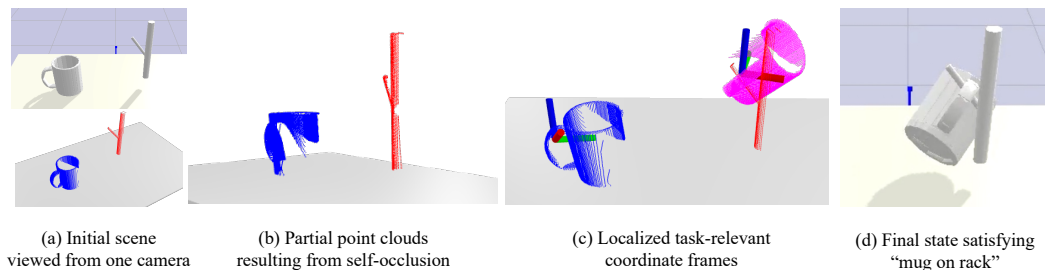 (a) Initial scene
viewed from one camera
(b) Partial point clouds
resulting from self-occlusion
(c) Localized task-relevant
coordinate frames
(d) Final state satisfying
“mug on rack”